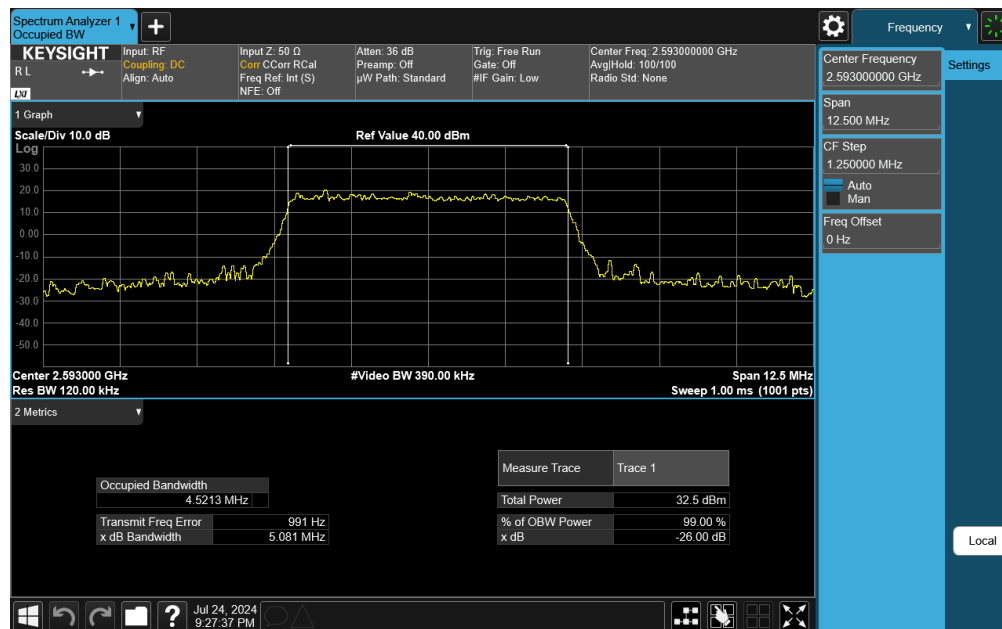 Spectrum Analyzer 1
Occupied BW
+
Frequency
KEYSIGHT
R L
LXI
Input: RF
Coupling: DC
Align: Auto
Input Z: 50 Ω
Corr CCorr RCal
Freq Ref: Int (S)
NFE: Off
Atten: 36 dB
Preamp: Off
µW Path: Standard
Trig: Free Run
Gate: Off
#IF Gain: Low
Center Freq: 2.593000000 GHz
Avg|Hold: 100/100
Radio Std: None
Center Frequency
2.593000000 GHz
Settings
Span
12.500 MHz
CF Step
1.250000 MHz
Auto
Man
Freq Offset
0 Hz
Local
1 Graph
Scale/Div 10.0 dB
Ref Value 40.00 dBm
Log
30.0
20.0
10.0
0.00
-10.0
-20.0
-30.0
-40.0
-50.0
Center 2.593000 GHz
#Video BW 390.00 kHz
Span 12.5 MHz
Res BW 120.00 kHz
Sweep 1.00 ms (1001 pts)
2 Metrics
Occupied Bandwidth
4.5213 MHz
Transmit Freq Error 991 Hz
x dB Bandwidth 5.081 MHz
Measure Trace Trace 1
Total Power 32.5 dBm
% of OBW Power 99.00 %
x dB -26.00 dB
?
Jul 24, 2024
9:27:37 PM